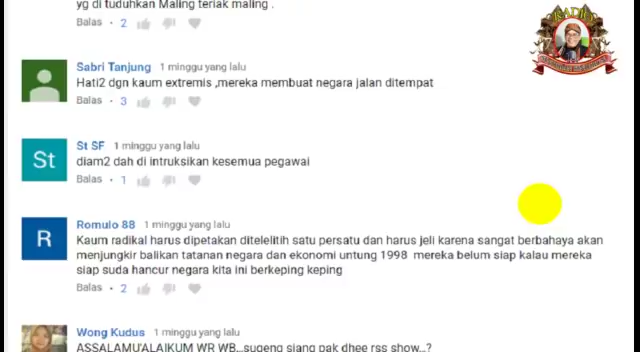 yg di tuduhkan Maling teriak maling .
Balas • 2
Sabri Tanjung 1 minggu yang lalu
Hati2 dgn kaum extremis ,mereka membuat negara jalan ditempat
Balas • 3
St
St SF 1 minggu yang lalu
diam2 dah di intruksikan kesemua pegawai
Balas • 1
R
Romulo 88 1 minggu yang lalu
Kaum radikal harus dipetakan ditelelitih satu persatu dan harus jeli karena sangat berbahaya akan
menjungkir balikan tatanan negara dan ekonomi untung 1998 mereka belum siap kalau mereka
siap suda hancur negara kita ini berkeping keping
Balas • 2
Wong Kudus 1 minggu yang lalu
ASSALAMU'ALAIKUM WR WB...sugeng siang pak dhee rss show..?
RADIO